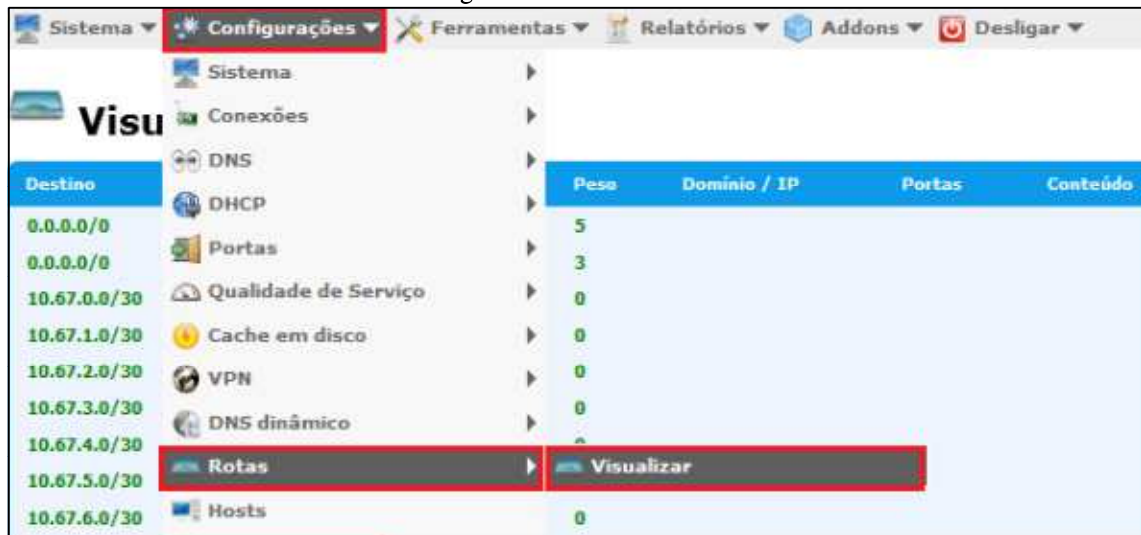 Sistema Configurações Ferramentas Relatórios Addons Desligar
Sistema
Visu Conexões
DNS
Destino Peso Domínio / IP Portas Conteúdo
DHCP
0.0.0.0/0 5
Portas
0.0.0.0/0 3
10.67.0.0/30 Qualidade de Serviço 0
10.67.1.0/30 Cache em disco 0
10.67.2.0/30 VPN 0
10.67.3.0/30 0
DNS dinâmico
10.67.4.0/30
Rotas Visualizar
10.67.5.0/30
10.67.6.0/30 Hosts 0